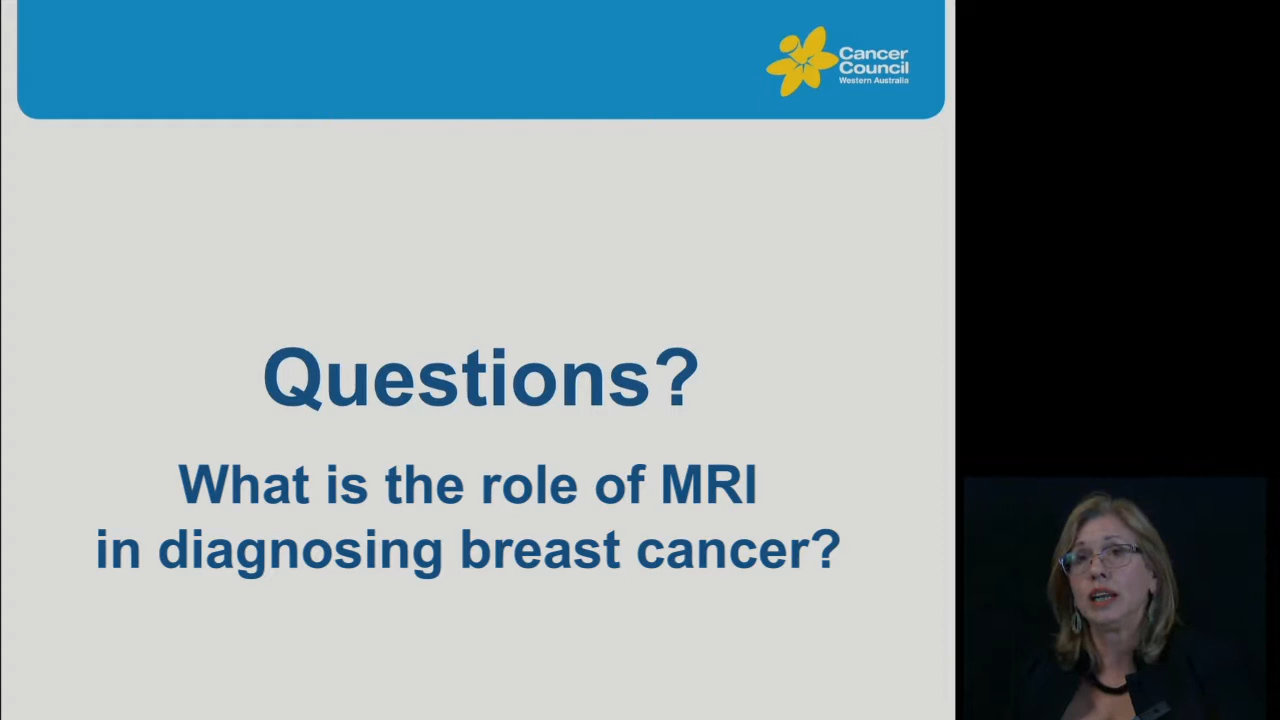 Cancer
Council
Western Australia
Questions?
What is the role of MRI
in diagnosing breast cancer?